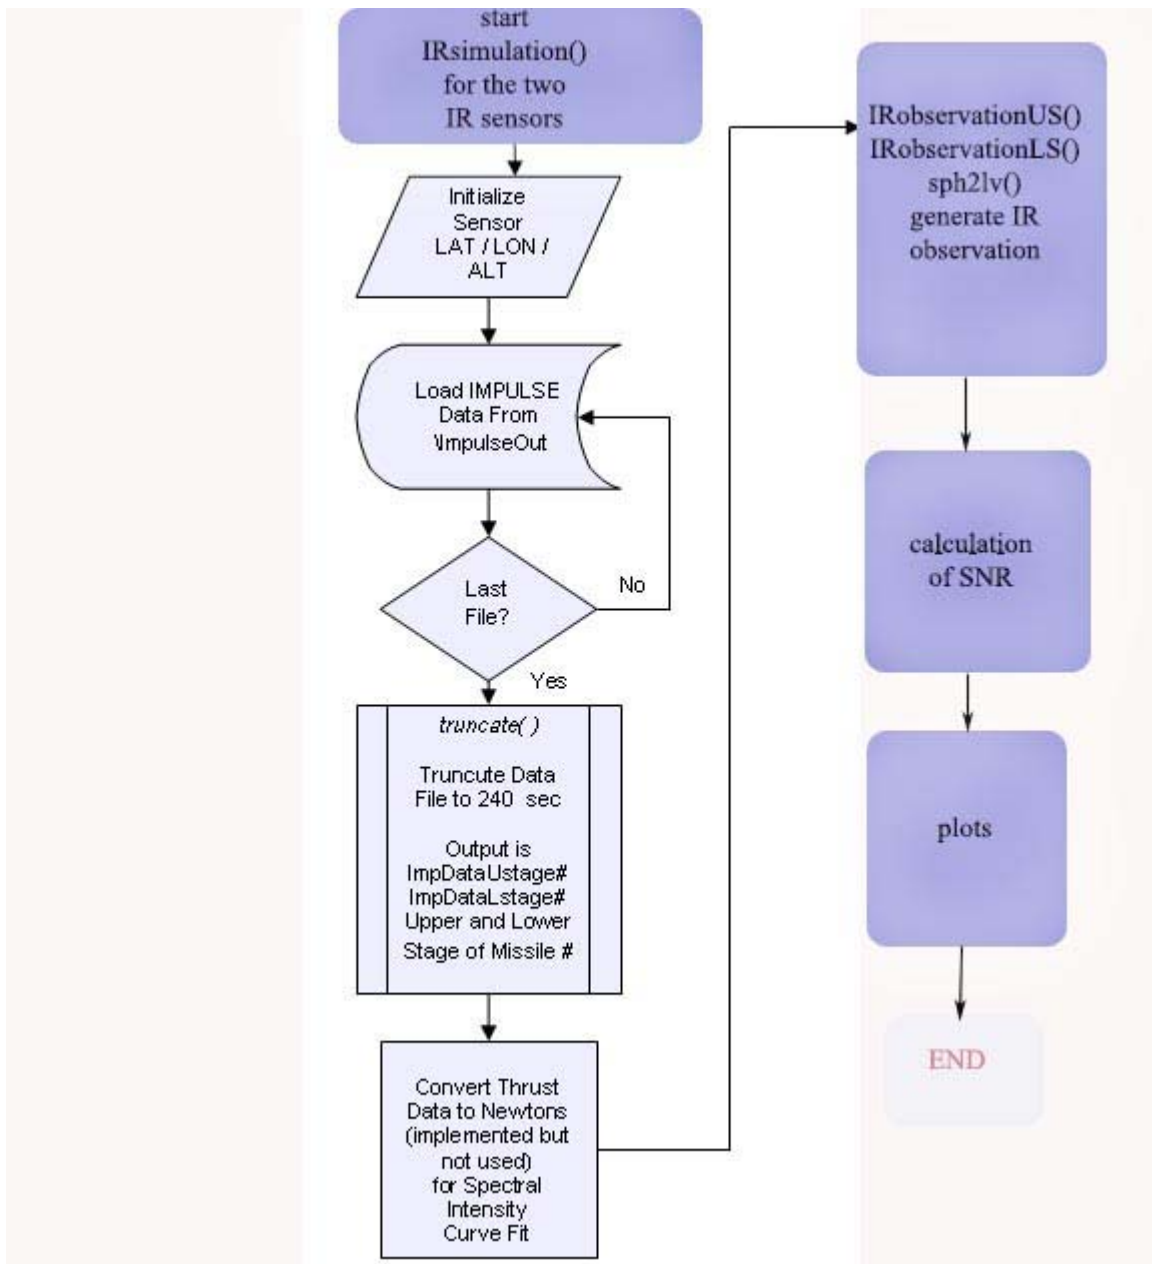 start
IRsimulation()
for the two
IR sensors
Initialize
Sensor
LAT / LON /
ALT
Load IMPULSE
Data From
\ImpulseOut
Last
File?
No
Yes
truncate( )
Truncute Data
File to 240 sec
Output is
ImpDataUstage#
ImpDataLstage#
Upper and Lower
Stage of Missile #
Convert Thrust
Data to Newtons
(implemented but
not used)
for Spectral
Intensity
Curve Fit
IRobservationUS()
IRobservationLS()
sph2lv()
generate IR
observation
calculation
of SNR
plots
END